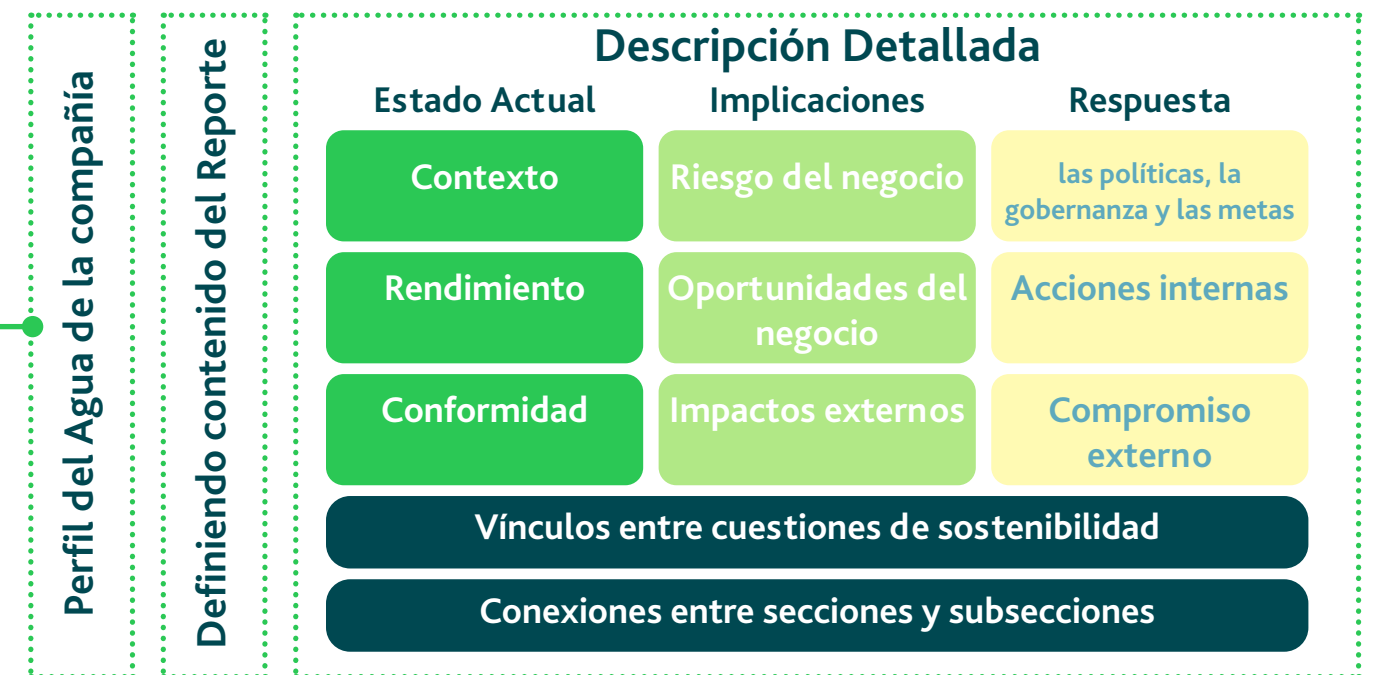 Perfil del Agua de la compañía
Definiendo contenido del Reporte
Descripción Detallada
Estado Actual
Implicaciones
Respuesta
Contexto
Riesgo del negocio
las políticas, la
gobernanza y las metas
Rendimiento
Oportunidades del
negocio
Acciones internas
Conformidad
Impactos externos
Compromiso
externo
Vínculos entre cuestiones de sostenibilidad
Conexiones entre secciones y subsecciones